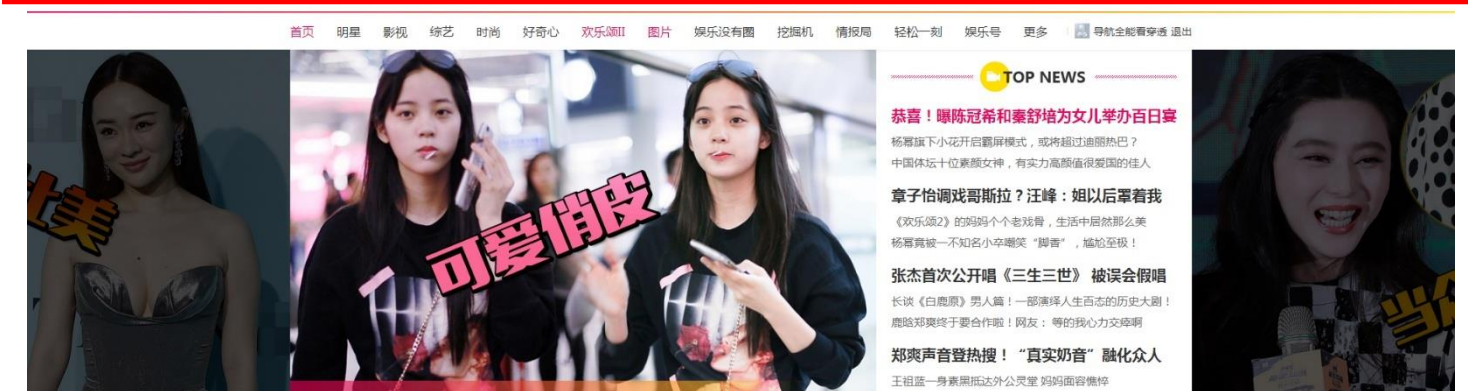 首页 明星 影视 综艺 时尚 好奇心 欢乐颂II 图片 娱乐没有圈 挖掘机 情报局 轻松一刻 娱乐号 更多 导航全能看穿透 退出
比美
可爱俏皮
TOP NEWS
恭喜！曝陈冠希和秦舒培为女儿举办百日宴
杨幂旗下小花开启霸屏模式，或将超过迪丽热巴？
中国体坛十位素颜女神，有实力高颜值很爱国的佳人
章子怡调戏哥斯拉？汪峰：姐以后罩着我
《欢乐颂2》的妈妈个个老戏骨，生活中居然那么美
杨幂竟被一不知名小卒嘲笑“脚香”，尴尬至极！
张杰首次公开唱《三生三世》 被误会假唱
长谈《白鹿原》男人篇！一部演绎人生百态的历史大剧！
鹿晗郑爽终于要合作啦！网友： 等的我心力交瘁啊
郑爽声音登热搜！“真实奶音”融化众人
王祖蓝一身素黑抵达外公灵堂 妈妈面容憔悴
当众